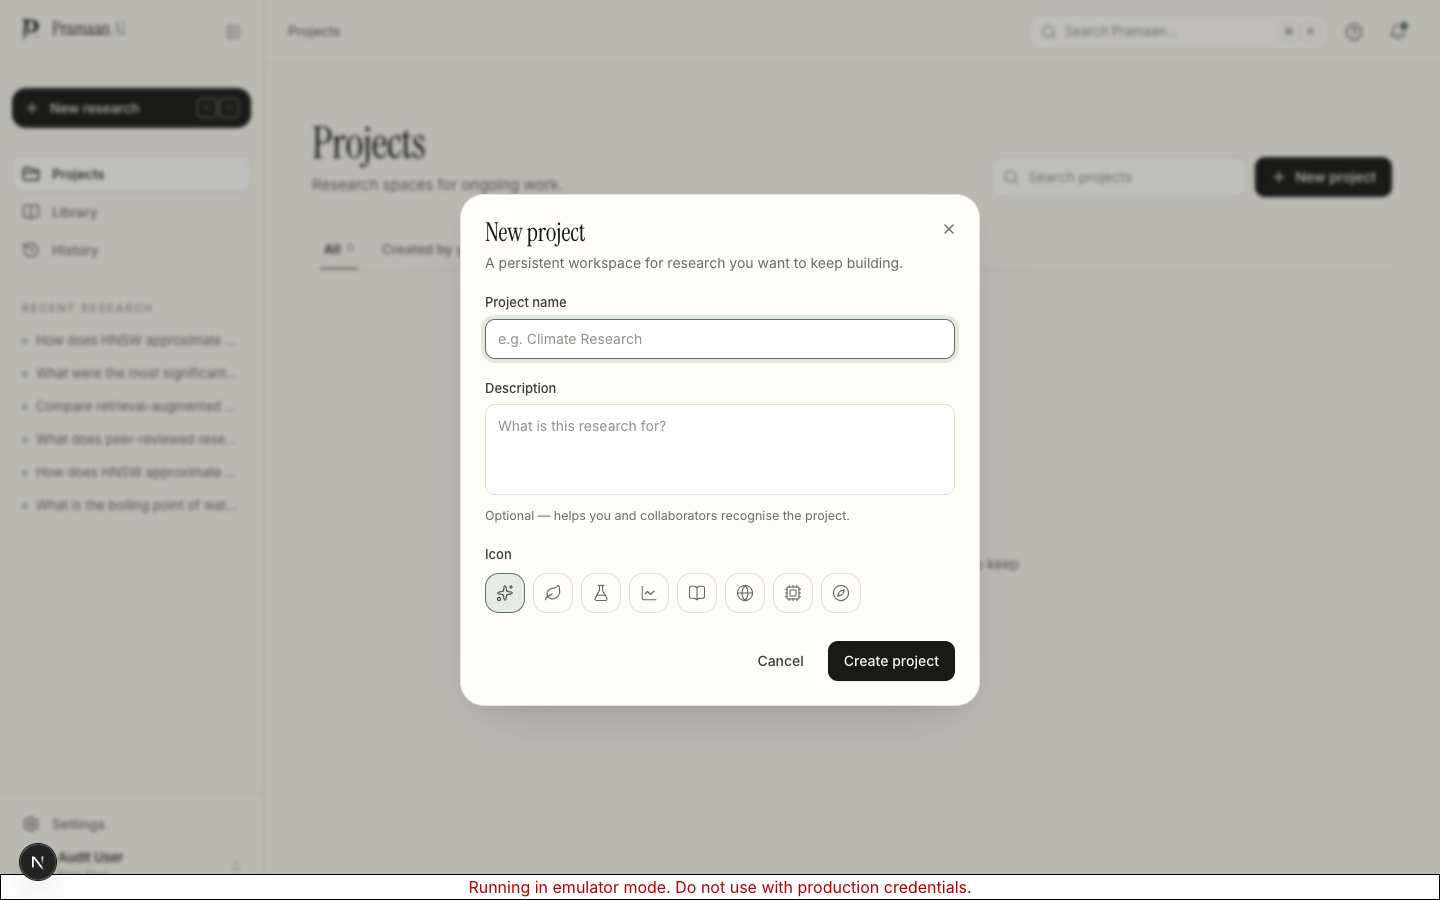 Pramaan
Projects
Search Pramaan...
⌘ K
New research
Projects
Library
History
RECENT RESEARCH
How does HNSW approximate ...
What were the most significant...
Compare retrieval-augmented ...
What does peer-reviewed rese...
How does HNSW approximate ...
What is the boiling point of wat...
Settings
Audit User
Projects
Research spaces for ongoing work.
Search projects
New project
All 0
Created by
keep
New project
A persistent workspace for research you want to keep building.
Project name
e.g. Climate Research
Description
What is this research for?
Optional — helps you and collaborators recognise the project.
Icon
Cancel
Create project
Running in emulator mode. Do not use with production credentials.